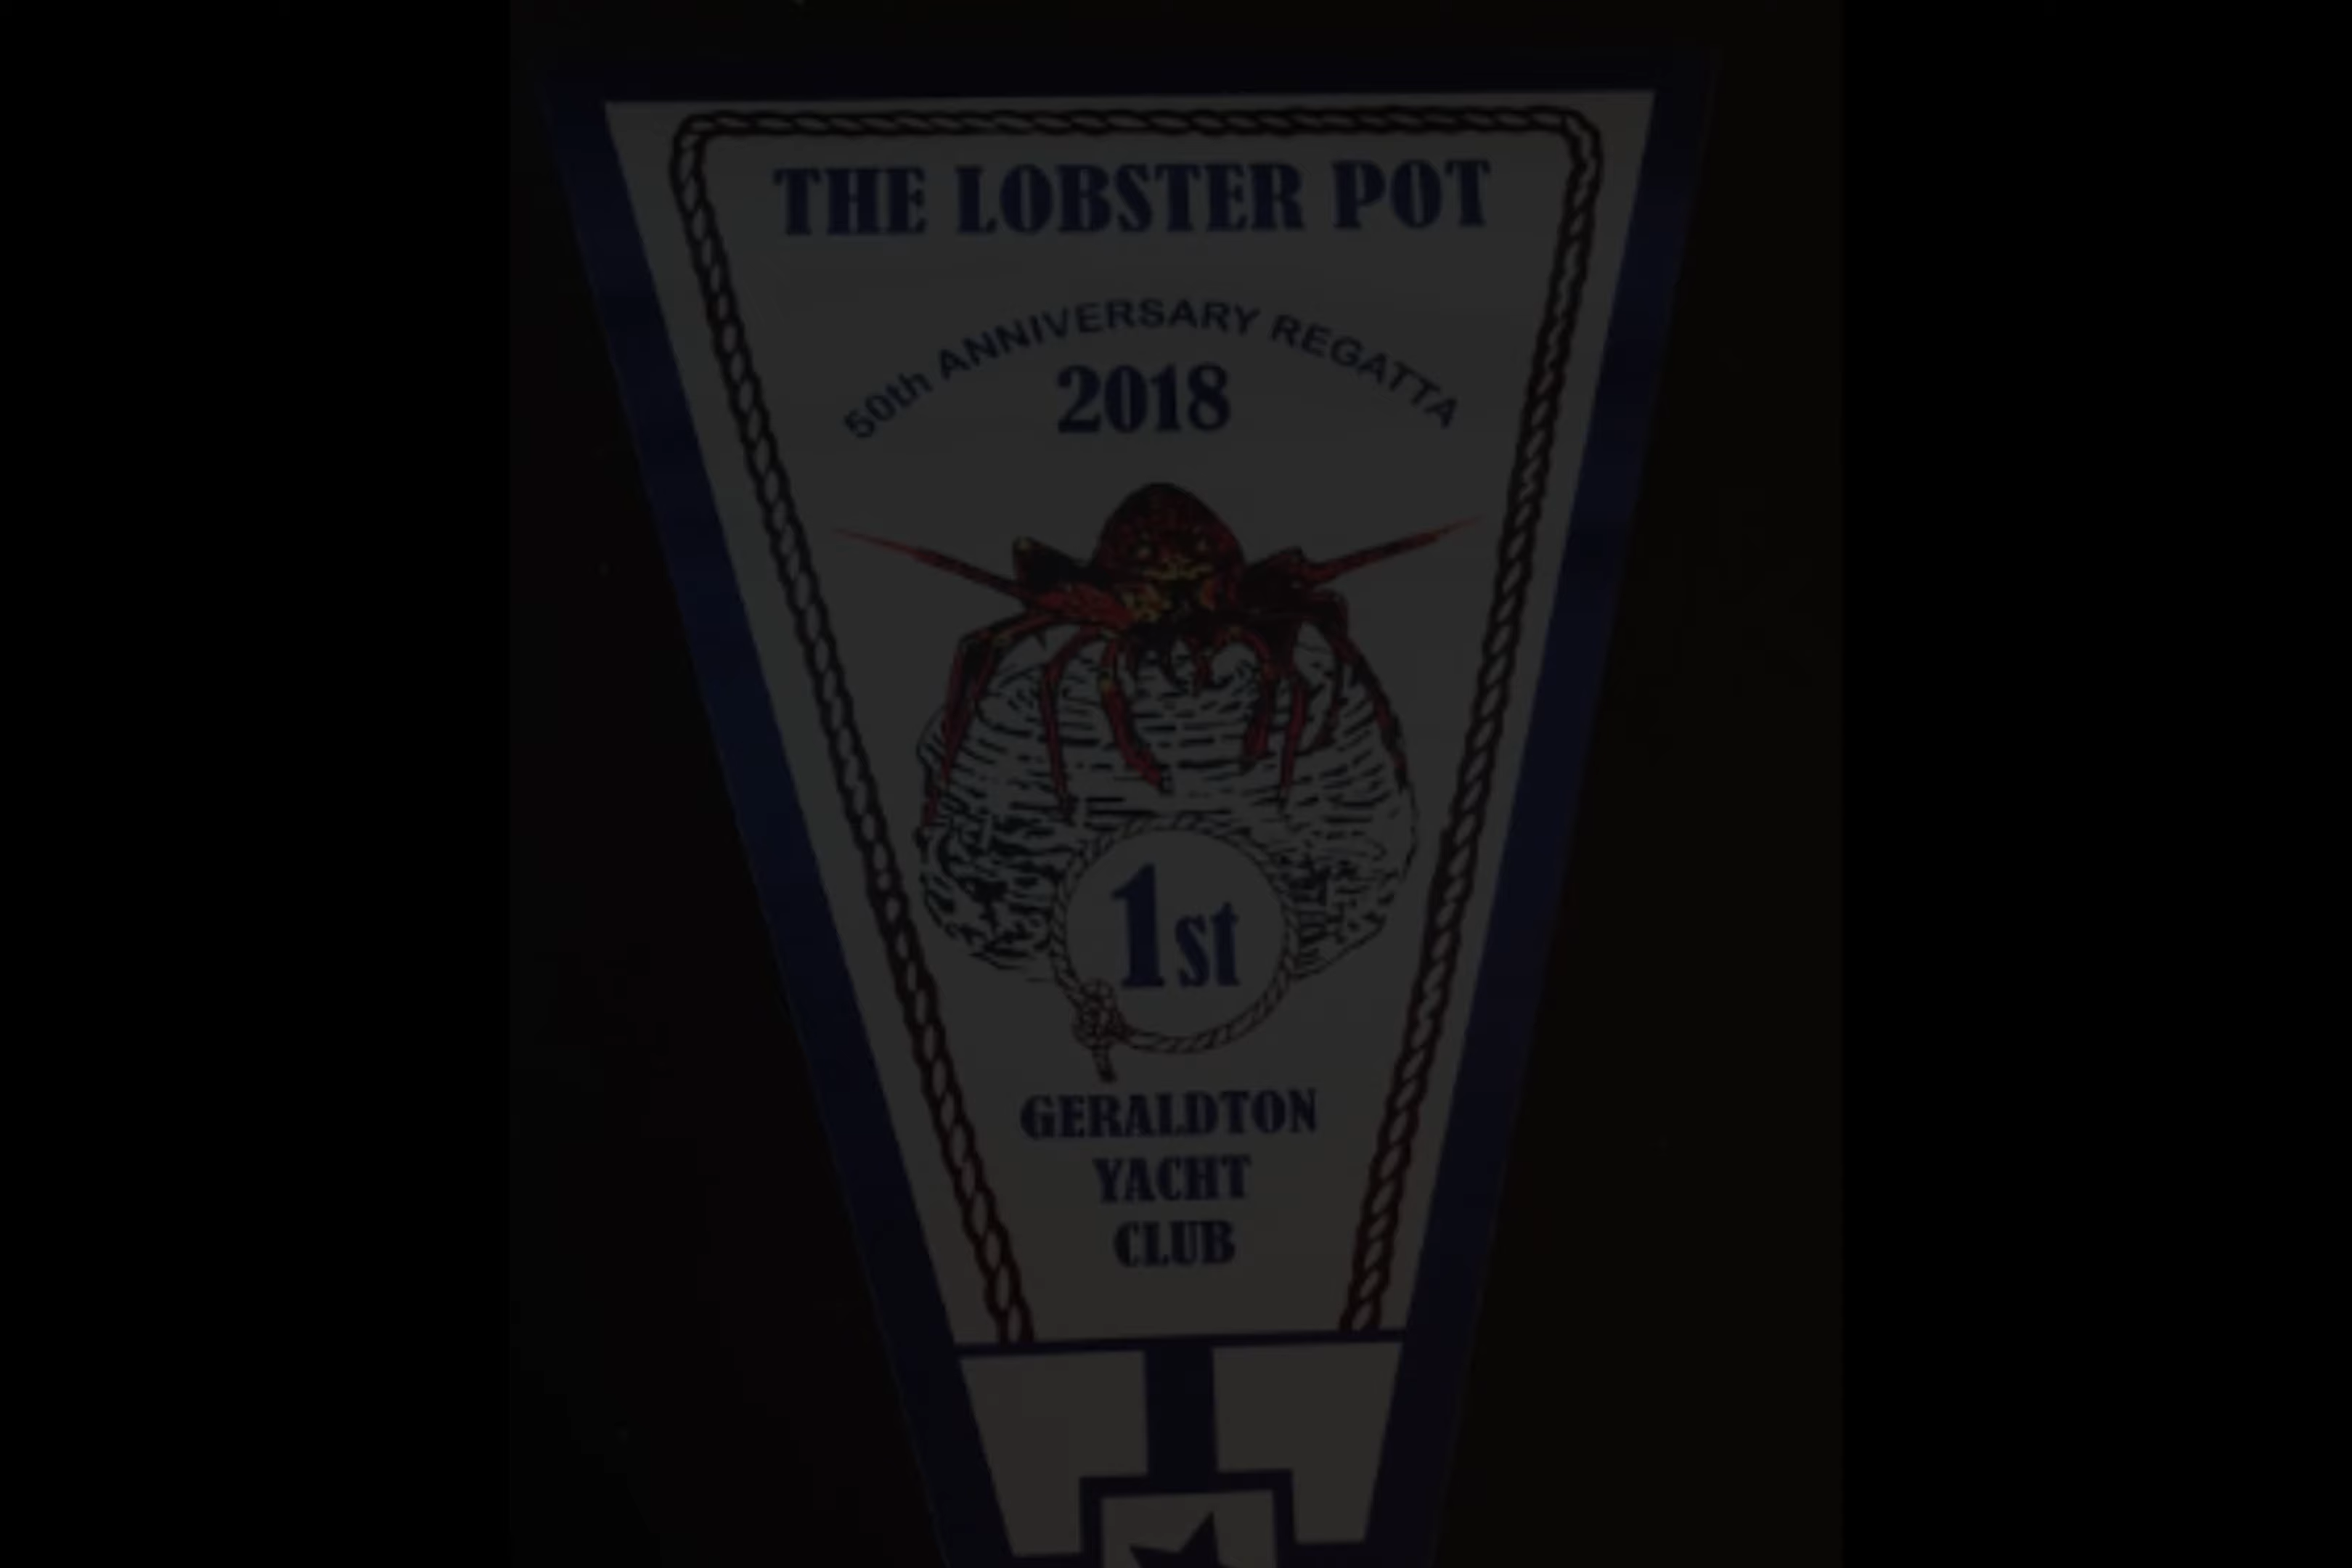 THE LOBSTER POT
50th ANNIVERSARY REGATTA
2018
1st
GERALDTON
YACHT
CLUB